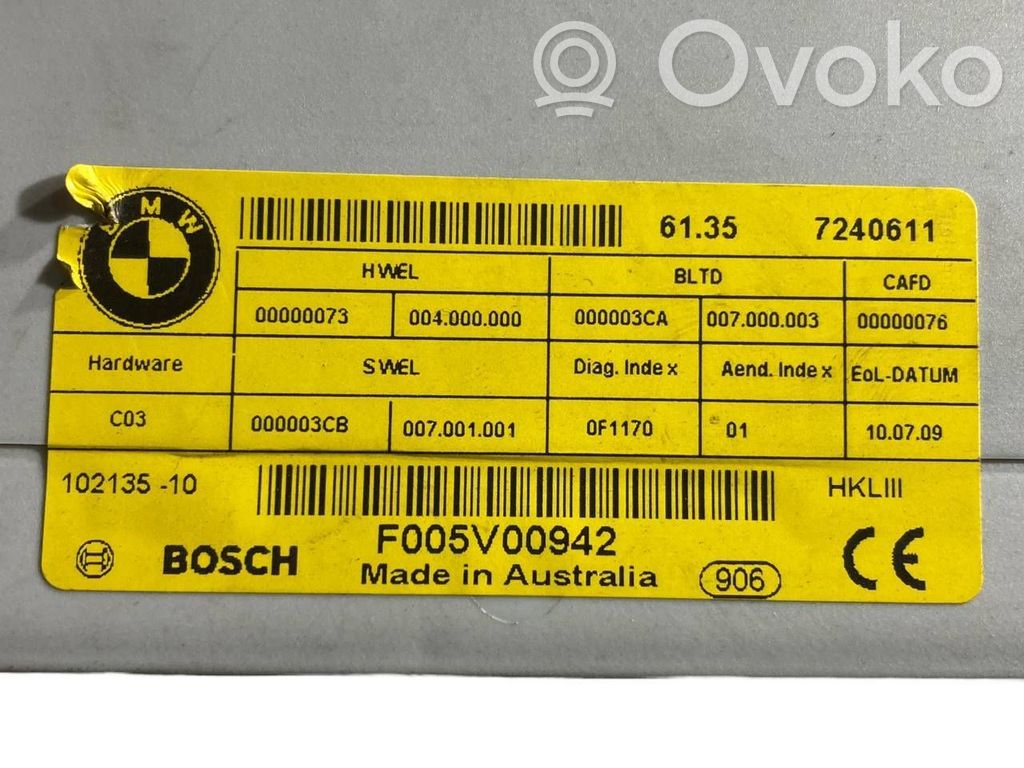 Ovoko
BMW
61.35 7240611
HWEL BLTD CAFD
00000073 004.000.000 000003CA 007.000.003 00000076
Hardware SWEL Diag. Index Aend. Index EoL-DATUM
C03 000003CB 007.001.001 0F1170 01 10.07.09
102135 -10 HKLIII
F005V00942
BOSCH Made in Australia 906 CE